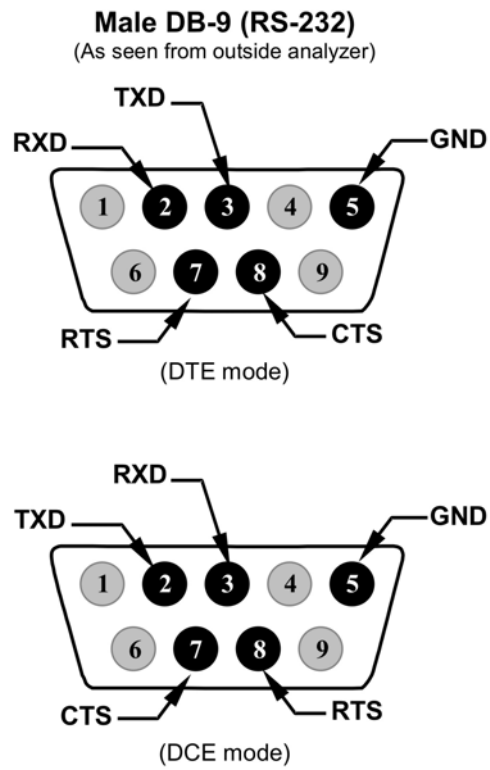 Male DB-9 (RS-232)
(As seen from outside analyzer)
TXD
RXD
GND
1 2 3 4 5
6 7 8 9
RTS
CTS
(DTE mode)
RXD
TXD
GND
1 2 3 4 5
6 7 8 9
CTS
RTS
(DCE mode)